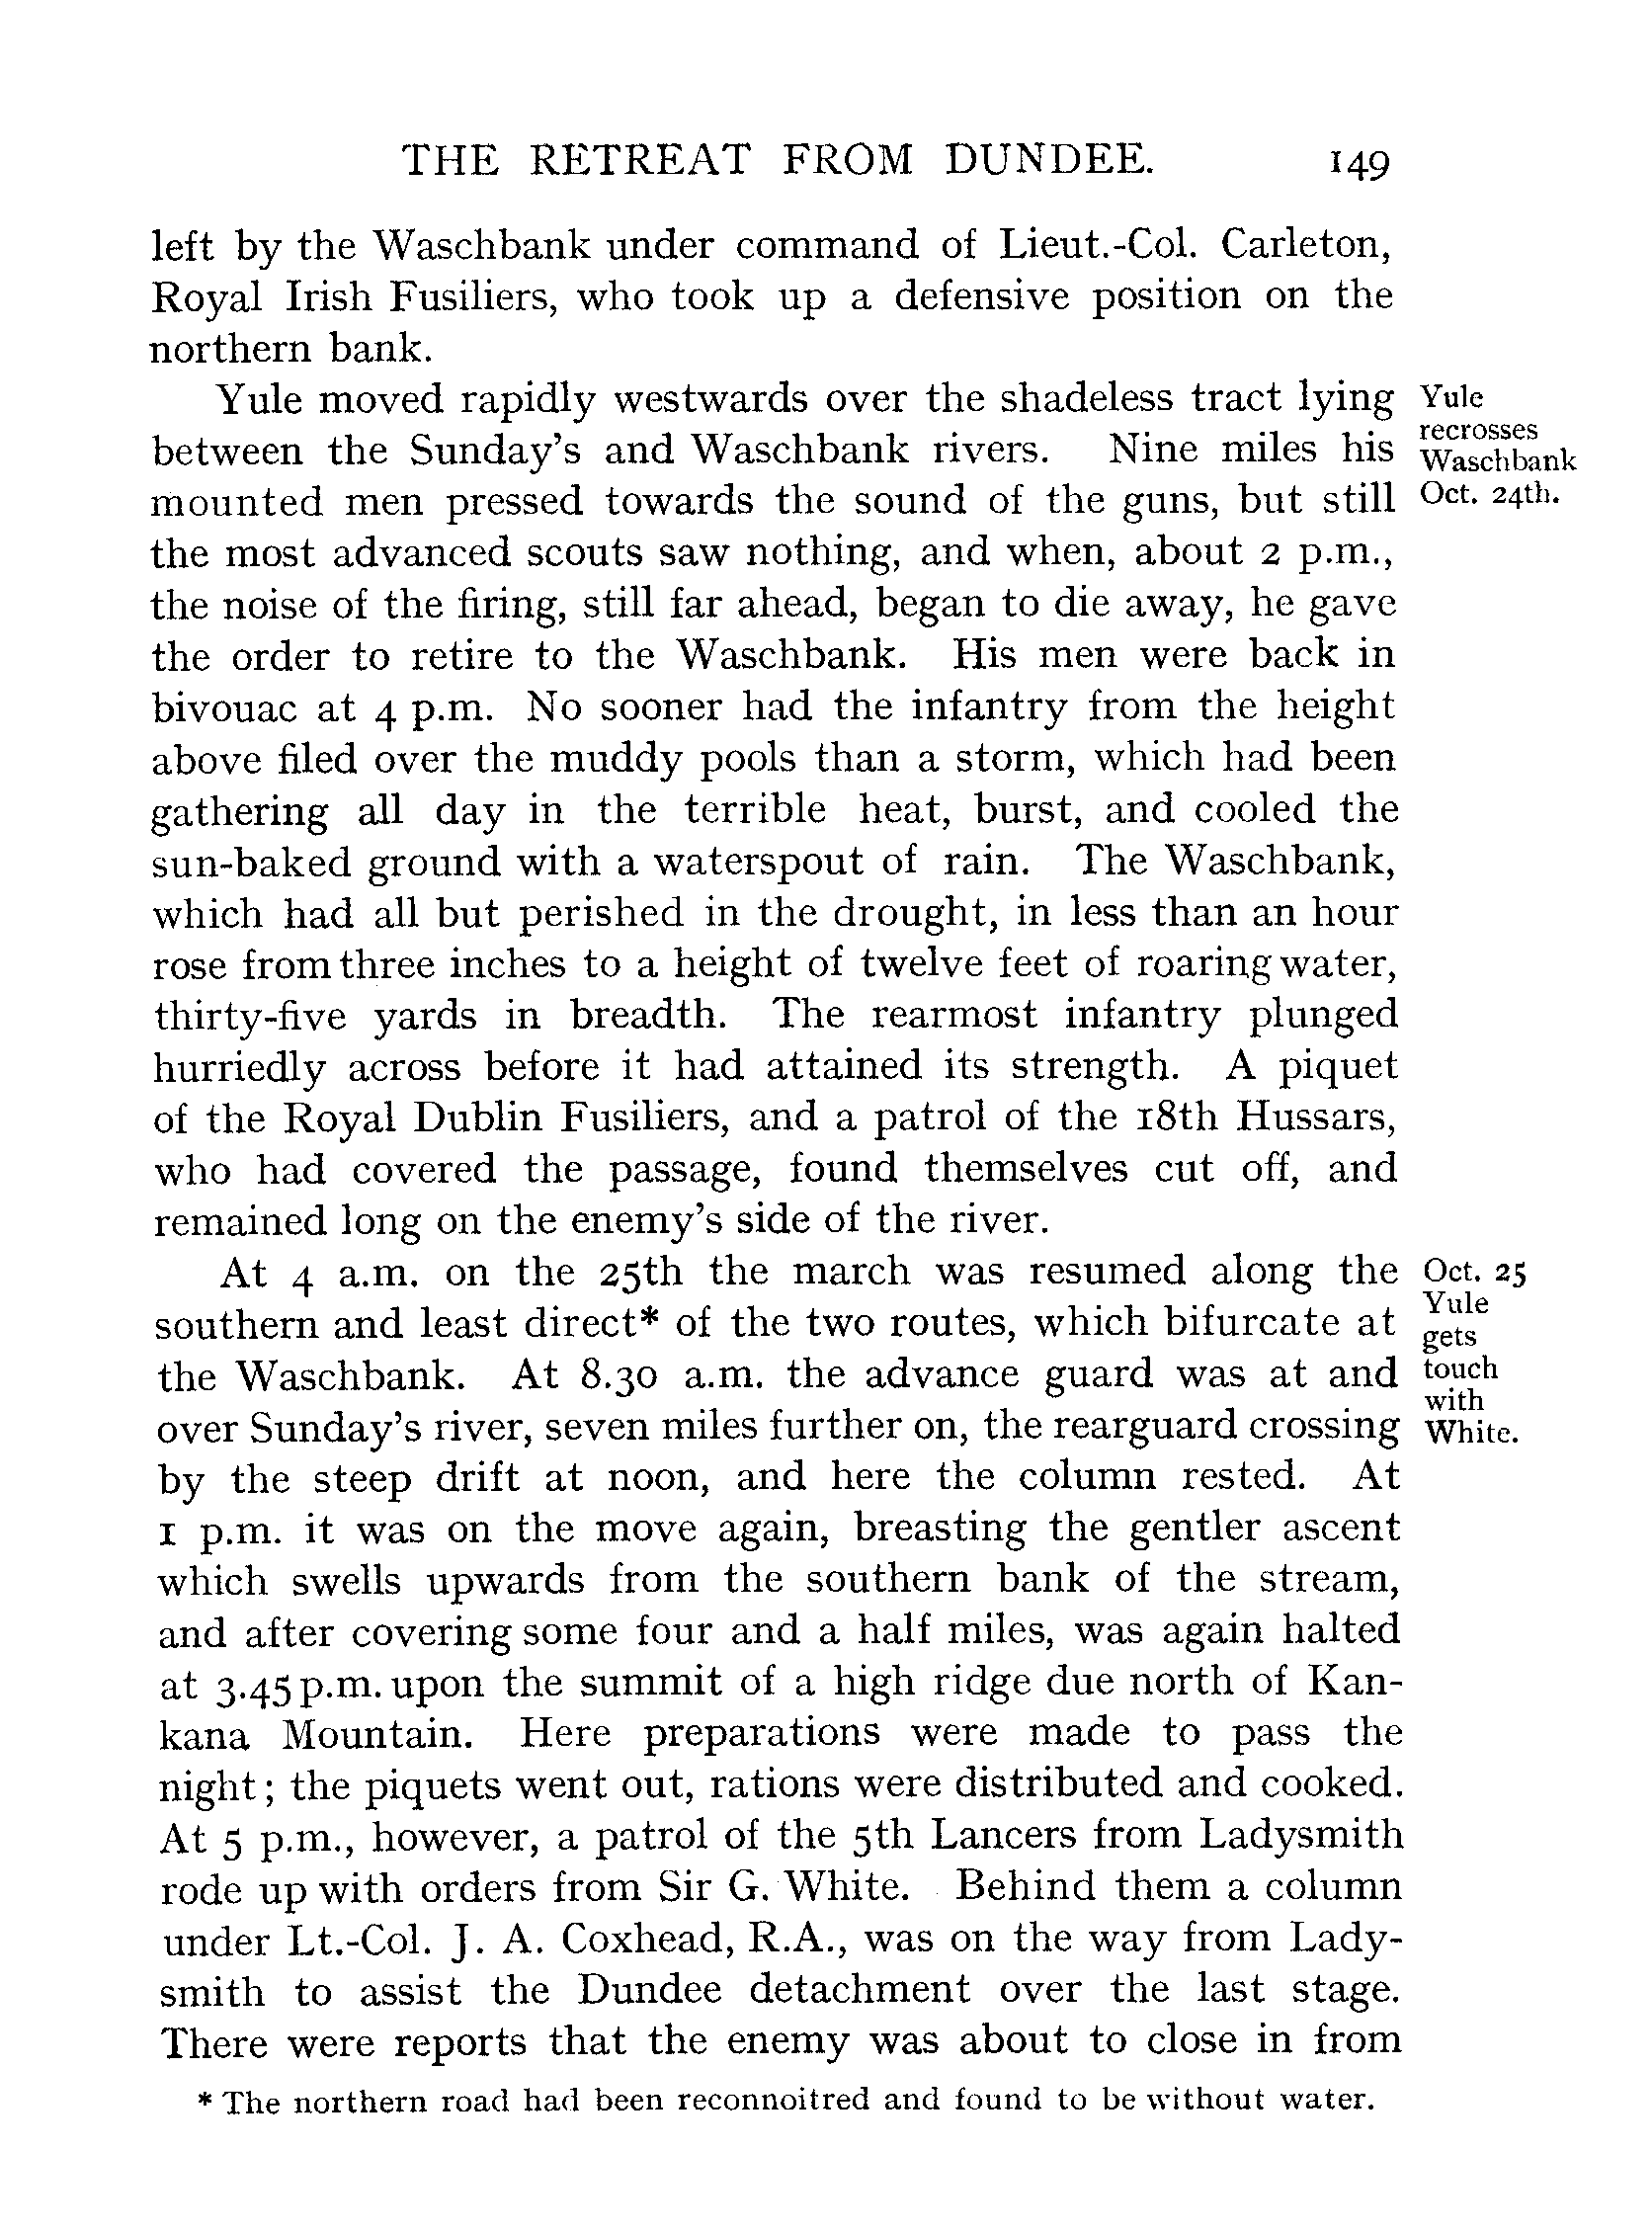 THE RETREAT FROM DUNDEE. 149
left by the Waschbank under command of Lieut.-Col. Carleton,
Royal Irish Fusiliers, who took up a defensive position on the
northern bank.
Yule moved rapidly westwards over the shadeless tract lying
between the Sunday's and Waschbank rivers. Nine miles his
mounted men pressed towards the sound of the guns, but still
the most advanced scouts saw nothing, and when, about 2 p.m.,
the noise of the firing, still far ahead, began to die away, he gave
the order to retire to the Waschbank. His men were back in
bivouac at 4 p.m. No sooner had the infantry from the height
above filed over the muddy pools than a storm, which had been
gathering all day in the terrible heat, burst, and cooled the
sun-baked ground with a waterspout of rain. The Waschbank,
which had all but perished in the drought, in less than an hour
rose from three inches to a height of twelve feet of roaring water,
thirty-five yards in breadth. The rearmost infantry plunged
hurriedly across before it had attained its strength. A piquet
of the Royal Dublin Fusiliers, and a patrol of the 18th Hussars,
who had covered the passage, found themselves cut off, and
remained long on the enemy's side of the river.
Yule
recrosses
Waschbank
Oct. 24th.
At 4 a.m. on the 25th the march was resumed along the
southern and least direct* of the two routes, which bifurcate at
the Waschbank. At 8.30 a.m. the advance guard was at and
over Sunday's river, seven miles further on, the rearguard crossing
by the steep drift at noon, and here the column rested. At
1 p.m. it was on the move again, breasting the gentler ascent
which swells upwards from the southern bank of the stream,
and after covering some four and a half miles, was again halted
at 3.45 p.m. upon the summit of a high ridge due north of Kan-
kana Mountain. Here preparations were made to pass the
night; the piquets went out, rations were distributed and cooked.
At 5 p.m., however, a patrol of the 5th Lancers from Ladysmith
rode up with orders from Sir G. White. Behind them a column
under Lt.-Col. J. A. Coxhead, R.A., was on the way from Lady-
smith to assist the Dundee detachment over the last stage.
There were reports that the enemy was about to close in from
Oct. 25
Yule
gets
touch
with
White.
* The northern road had been reconnoitred and found to be without water.